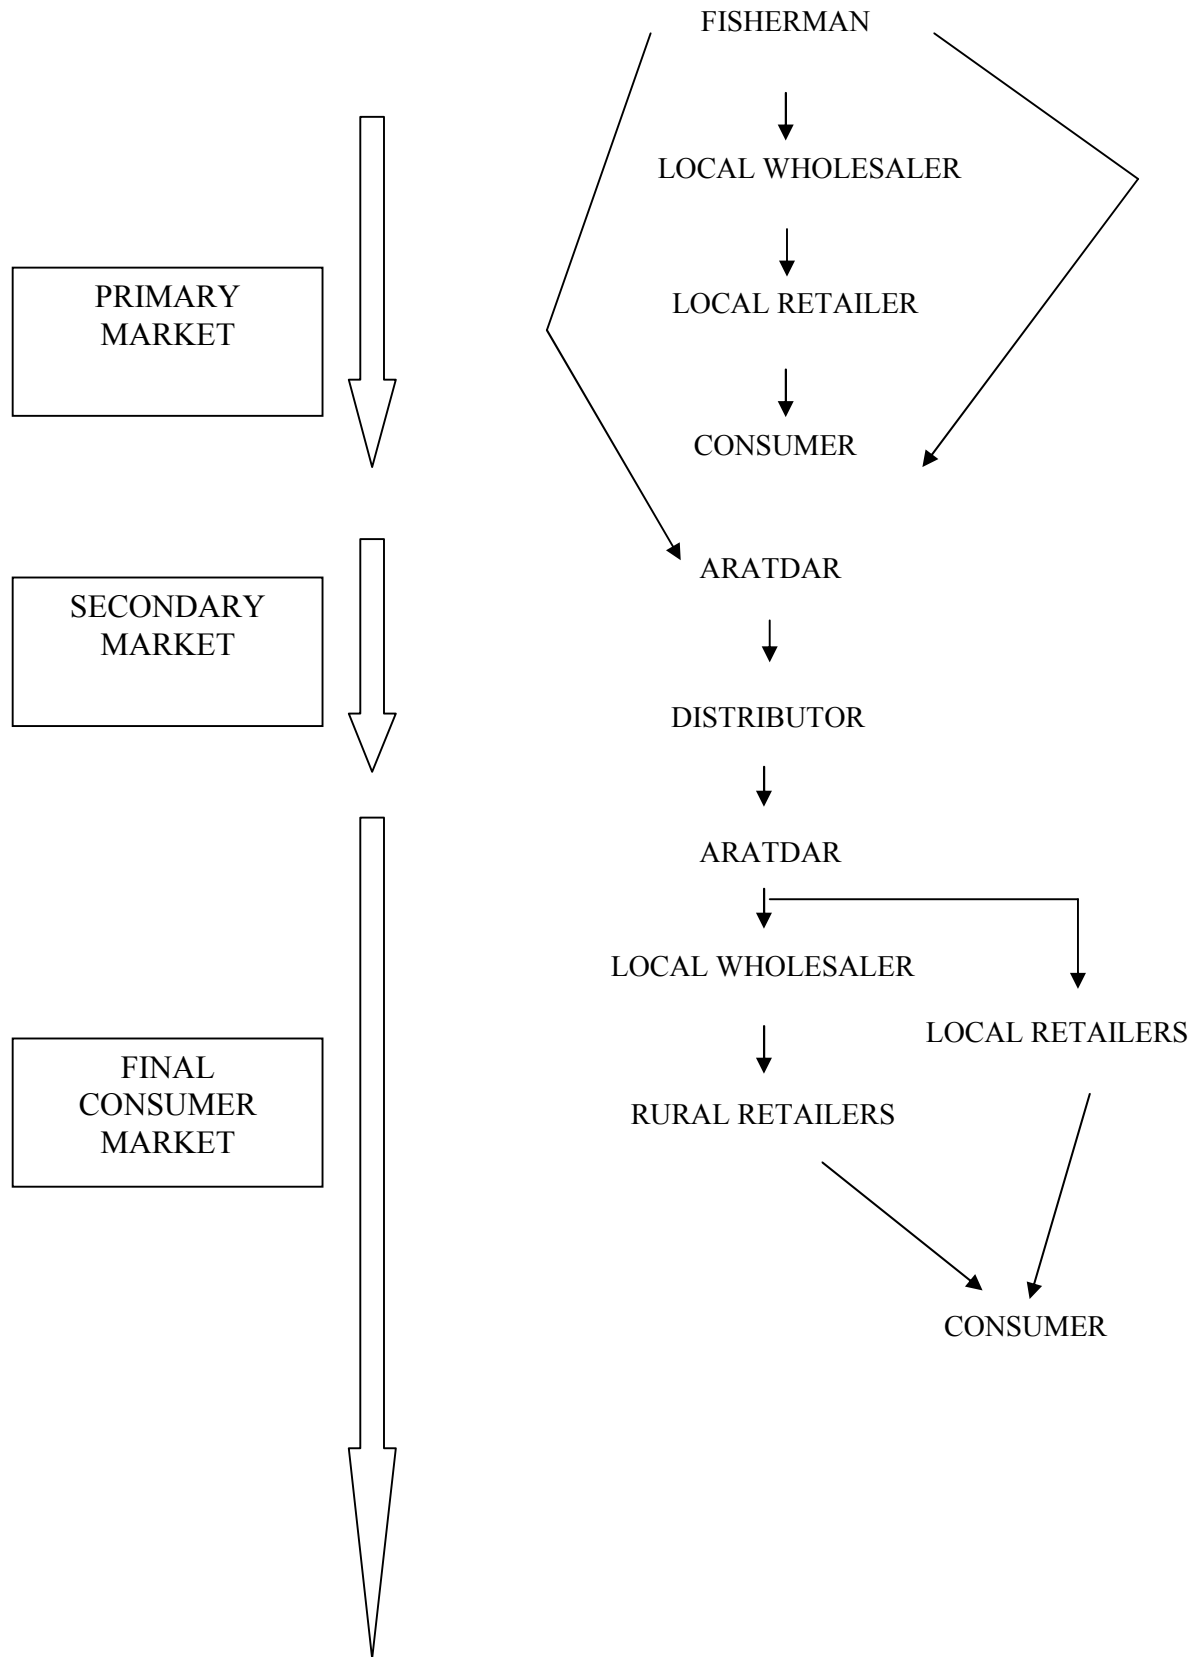 FISHERMAN
LOCAL WHOLESALER
PRIMARY
MARKET
LOCAL RETAILER
CONSUMER
ARATDAR
SECONDARY
MARKET
DISTRIBUTOR
ARATDAR
LOCAL WHOLESALER
LOCAL RETAILERS
FINAL
CONSUMER
MARKET
RURAL RETAILERS
CONSUMER